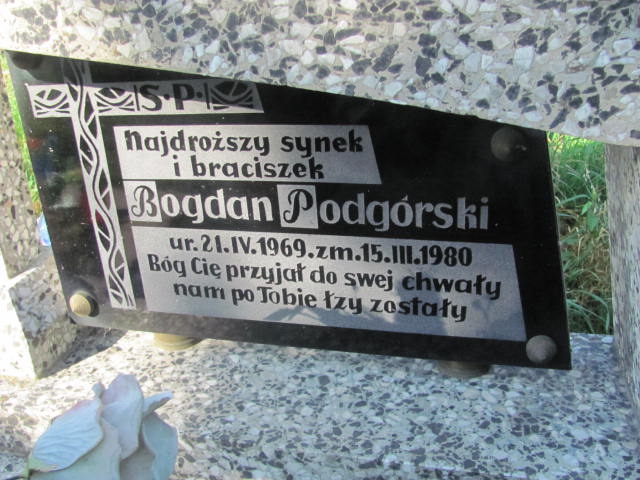 Ś·P·
Najdroższy synek
i braciszek
Bogdan Podgórski
ur. 21.IV.1969.zm.15.III.1980
Bóg Cię przyjął do swej chwały
nam po Tobie łzy zostały